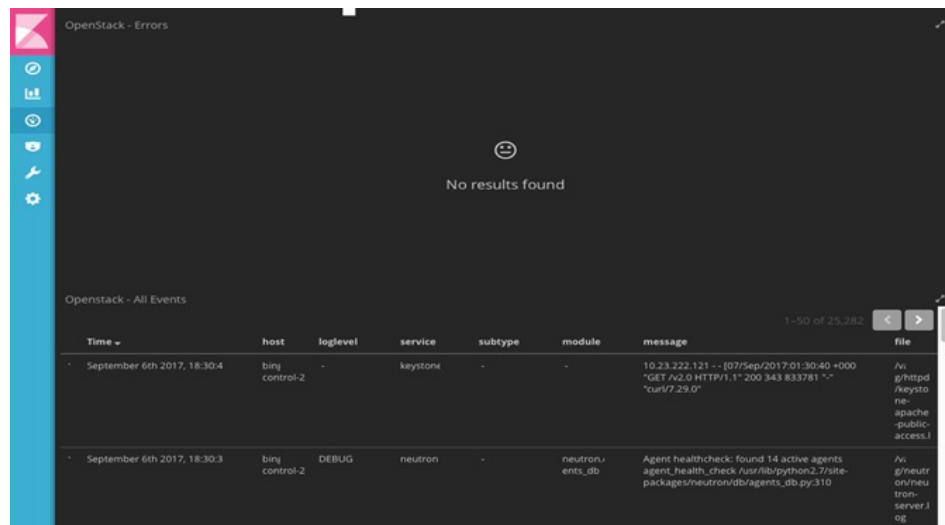 OpenStack - Errors
No results found
Openstack - All Events
1–50 of 25,282
Time host loglevel service subtype module message file
September 6th 2017, 18:30:4 - keystone - - 10.23.222.121 - - [07/Sep/2017:01:30:40 +000
control-2 "GET /v2.0 HTTP/1.1" 200 343 833781 "-"
"curl/7.29.0"
g/httpd
/keysto
ne-
apache
-public-
access.l
September 6th 2017, 18:30:3 DEBUG neutron - neutron. Agent healthcheck: found 14 active agents
control-2 ents_db agent_health_check /usr/lib/python2.7/site-
packages/neutron/db/agents_db.py:310
g/neutr
on/neu
tron-
server.l
og